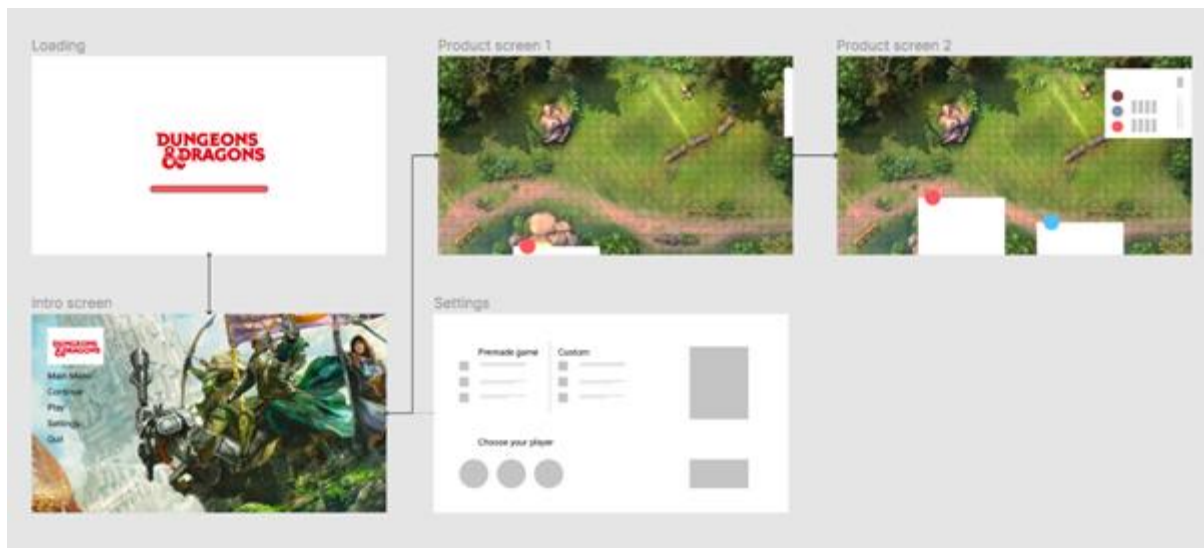 Loading
Product screen 1
Product screen 2
DUNGEONS
&DRAGONS
Intro screen
Settings
DUNGEONS
&DRAGONS
Main Menu
Continue
Play
Settings
Quit
Premade game
Custom
Choose your player